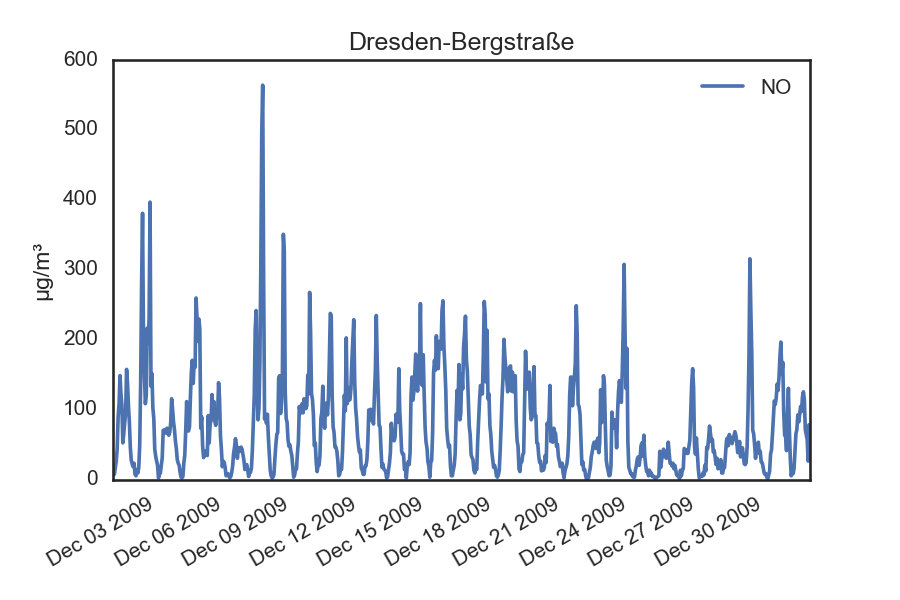 Dresden-Bergstraße
NO
µg/m³
600
500
400
300
200
100
0
Dec 03 2009
Dec 06 2009
Dec 09 2009
Dec 12 2009
Dec 15 2009
Dec 18 2009
Dec 21 2009
Dec 24 2009
Dec 27 2009
Dec 30 2009